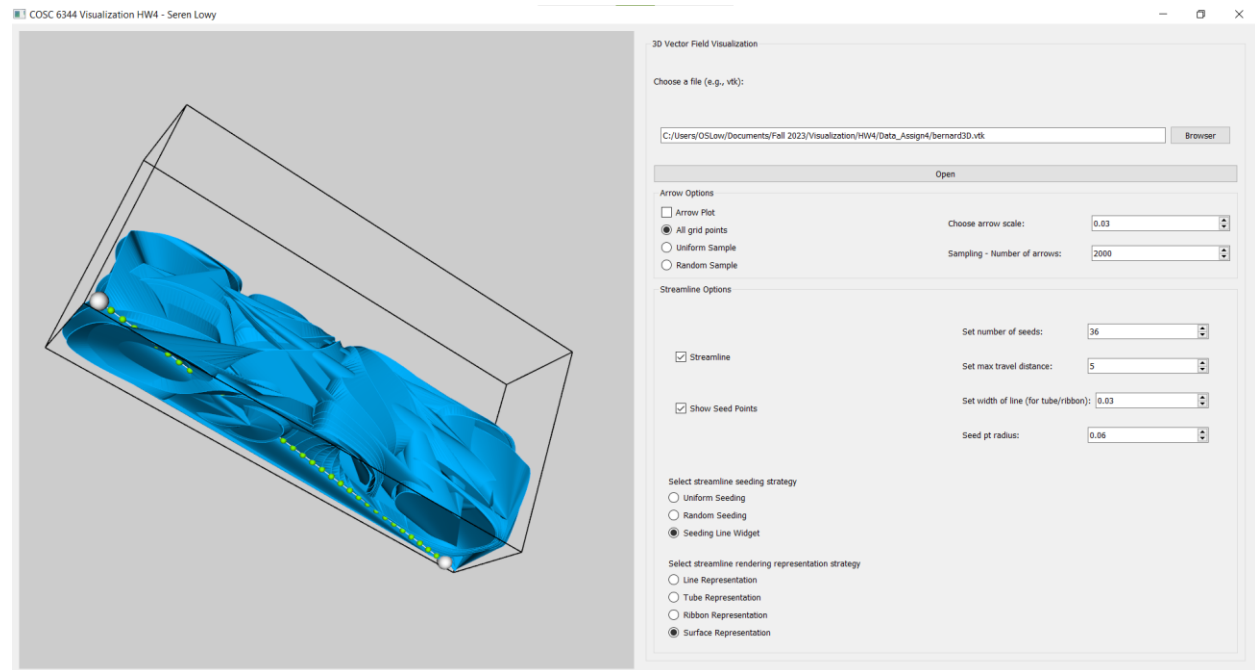 COSC 6344 Visualization HW4 - Seren Lowy
3D Vector Field Visualization
Choose a file (e.g., vtk):
C:/Users/OSLow/Documents/Fall 2023/Visualization/HW4/Data_Assign4/bernard3D.vtk
Browser
Open
Arrow Options
Arrow Plot
All grid points
Uniform Sample
Random Sample
Choose arrow scale:
0.03
Sampling - Number of arrows:
2000
Streamline Options
Streamline
Show Seed Points
Set number of seeds:
36
Set max travel distance:
5
Set width of line (for tube/ribbon):
0.03
Seed pt radius:
0.06
Select streamline seeding strategy
Uniform Seeding
Random Seeding
Seeding Line Widget
Select streamline rendering representation strategy
Line Representation
Tube Representation
Ribbon Representation
Surface Representation